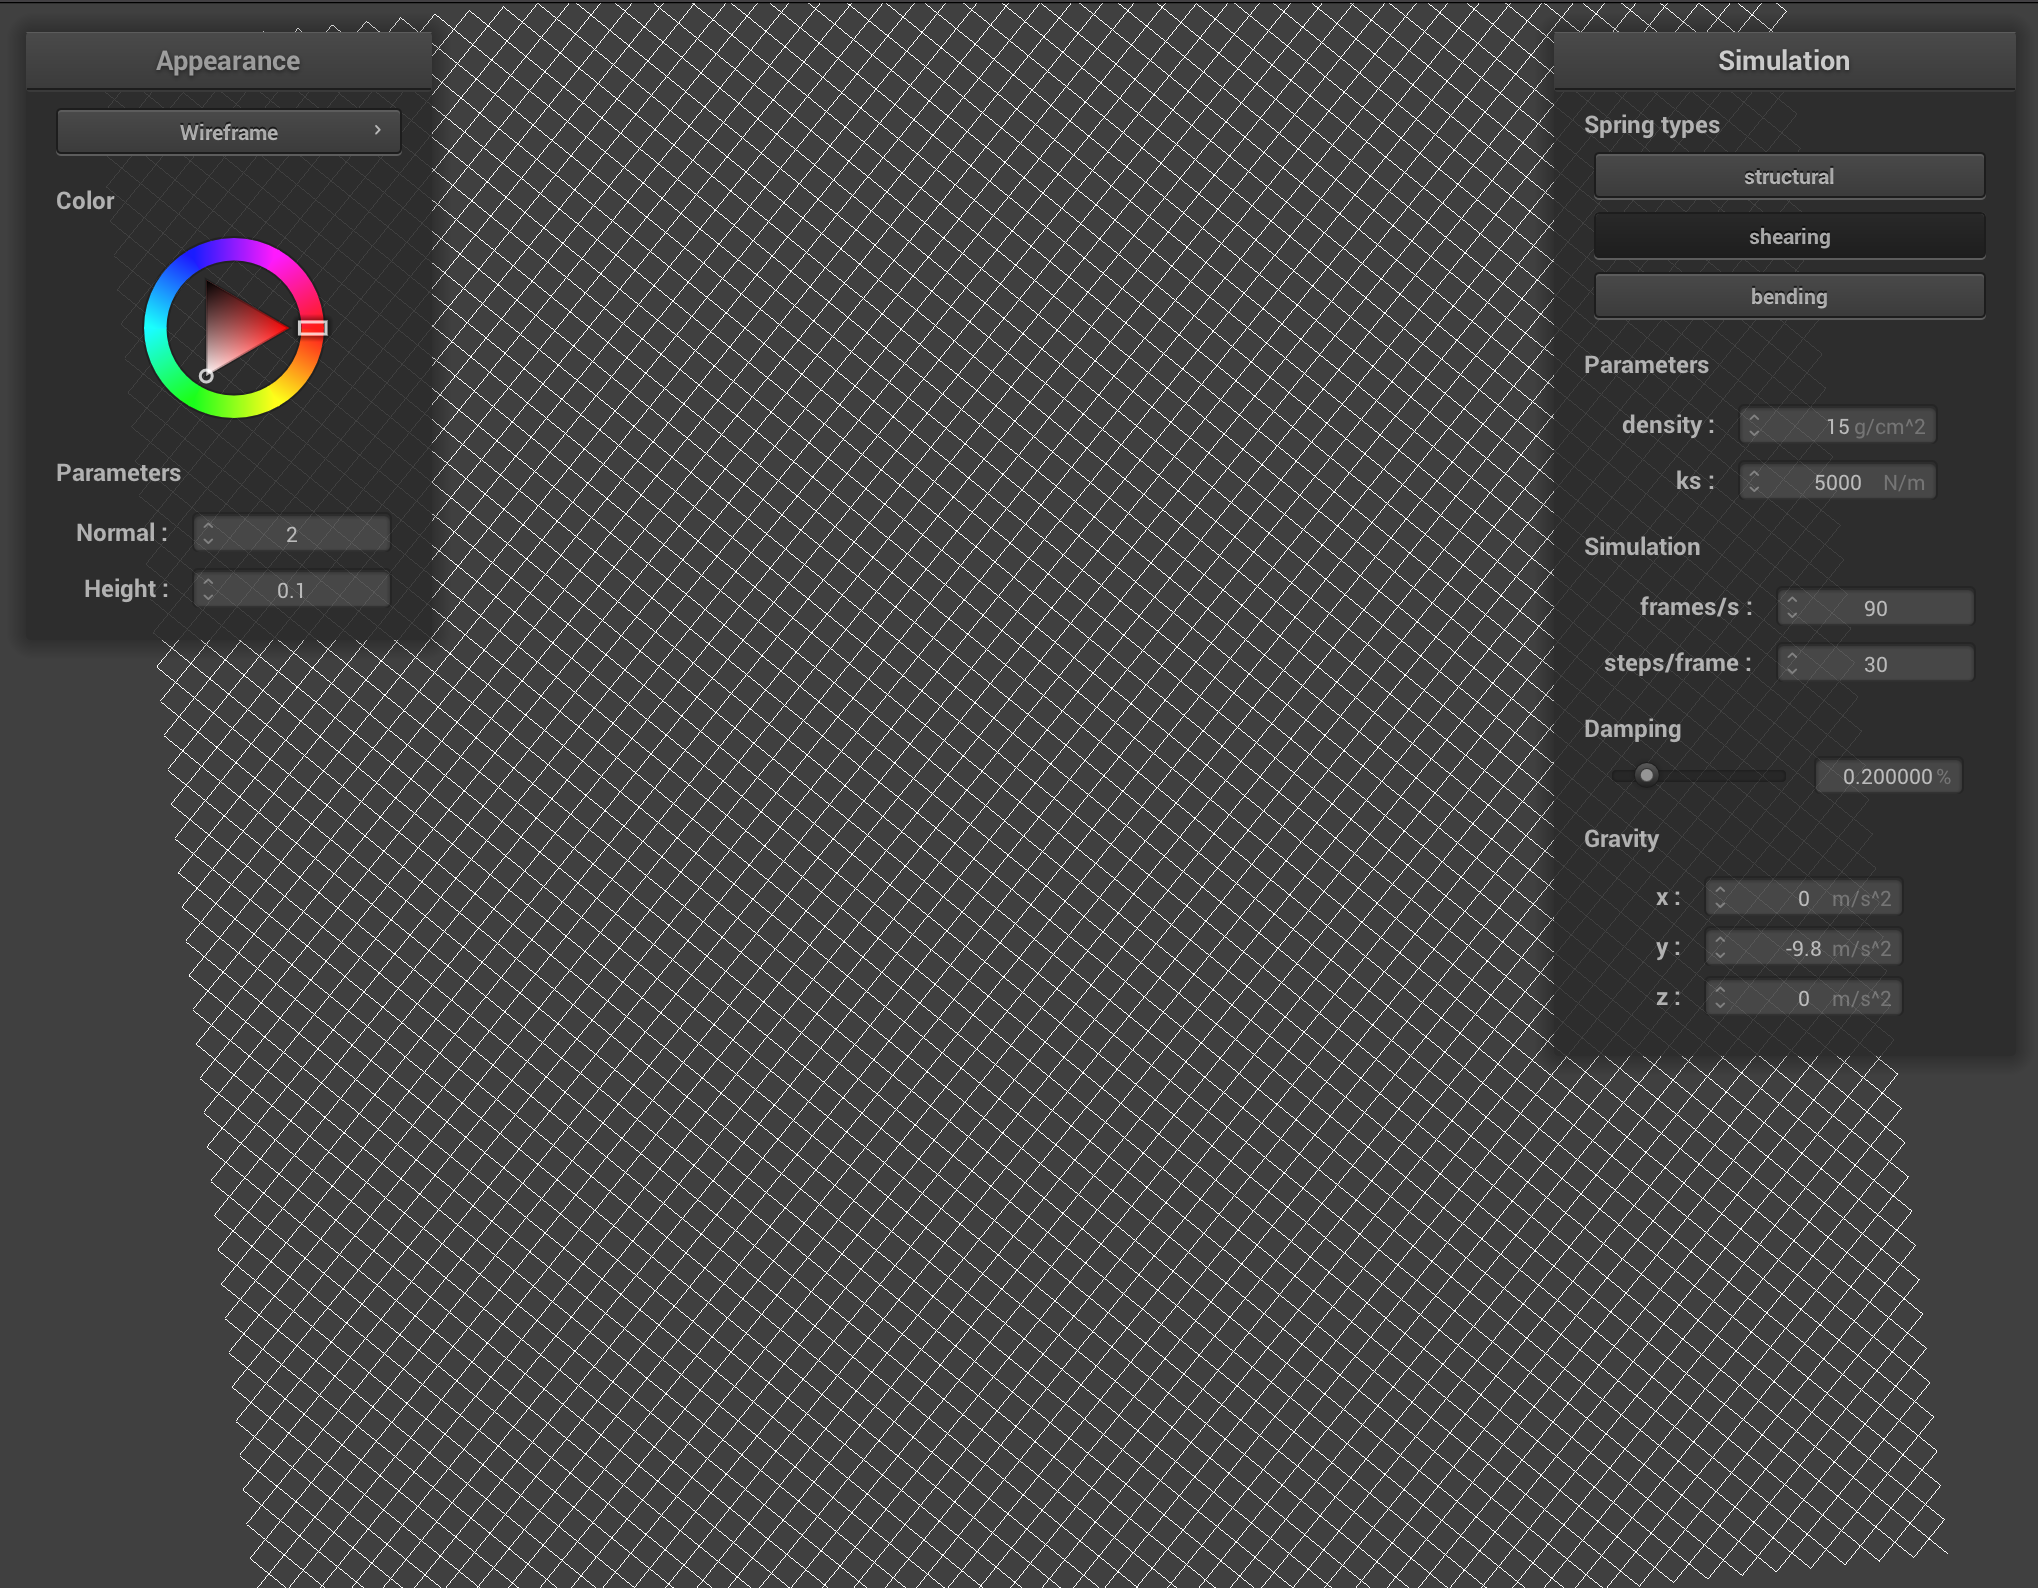 Appearance
Wireframe
Color
Parameters
Normal : 2
Height : 0.1
Simulation
Spring types
structural
shearing
bending
Parameters
density : 15 g/cm^2
ks : 5000 N/m
Simulation
frames/s : 90
steps/frame : 30
Damping
0.200000 %
Gravity
x : 0 m/s^2
y : -9.8 m/s^2
z : 0 m/s^2